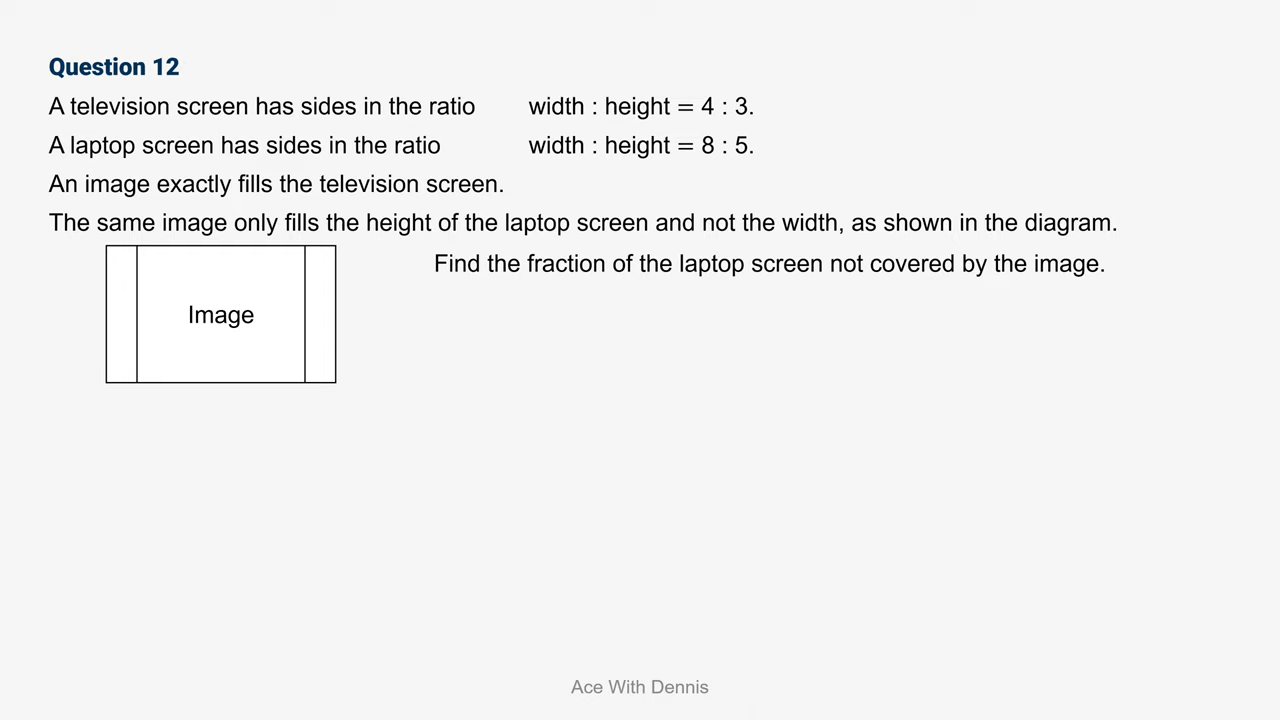 Question 12
A television screen has sides in the ratio width : height = 4 : 3.
A laptop screen has sides in the ratio width : height = 8 : 5.
An image exactly fills the television screen.
The same image only fills the height of the laptop screen and not the width, as shown in the diagram.
Find the fraction of the laptop screen not covered by the image.
Image
Ace With Dennis